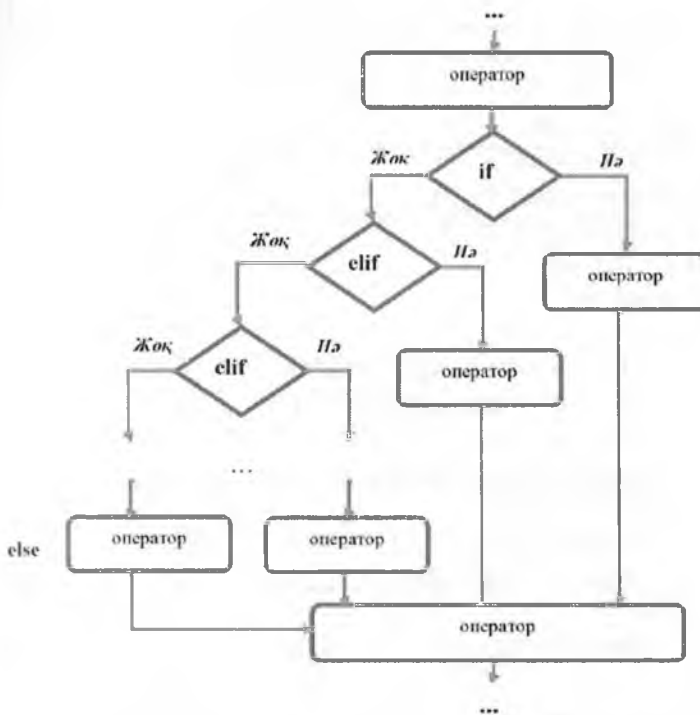 ...
оператор
Жоқ
if
Иә
Жоқ
elif
Иә
оператор
Жоқ
elif
Иә
оператор
...
else
оператор
оператор
оператор
...